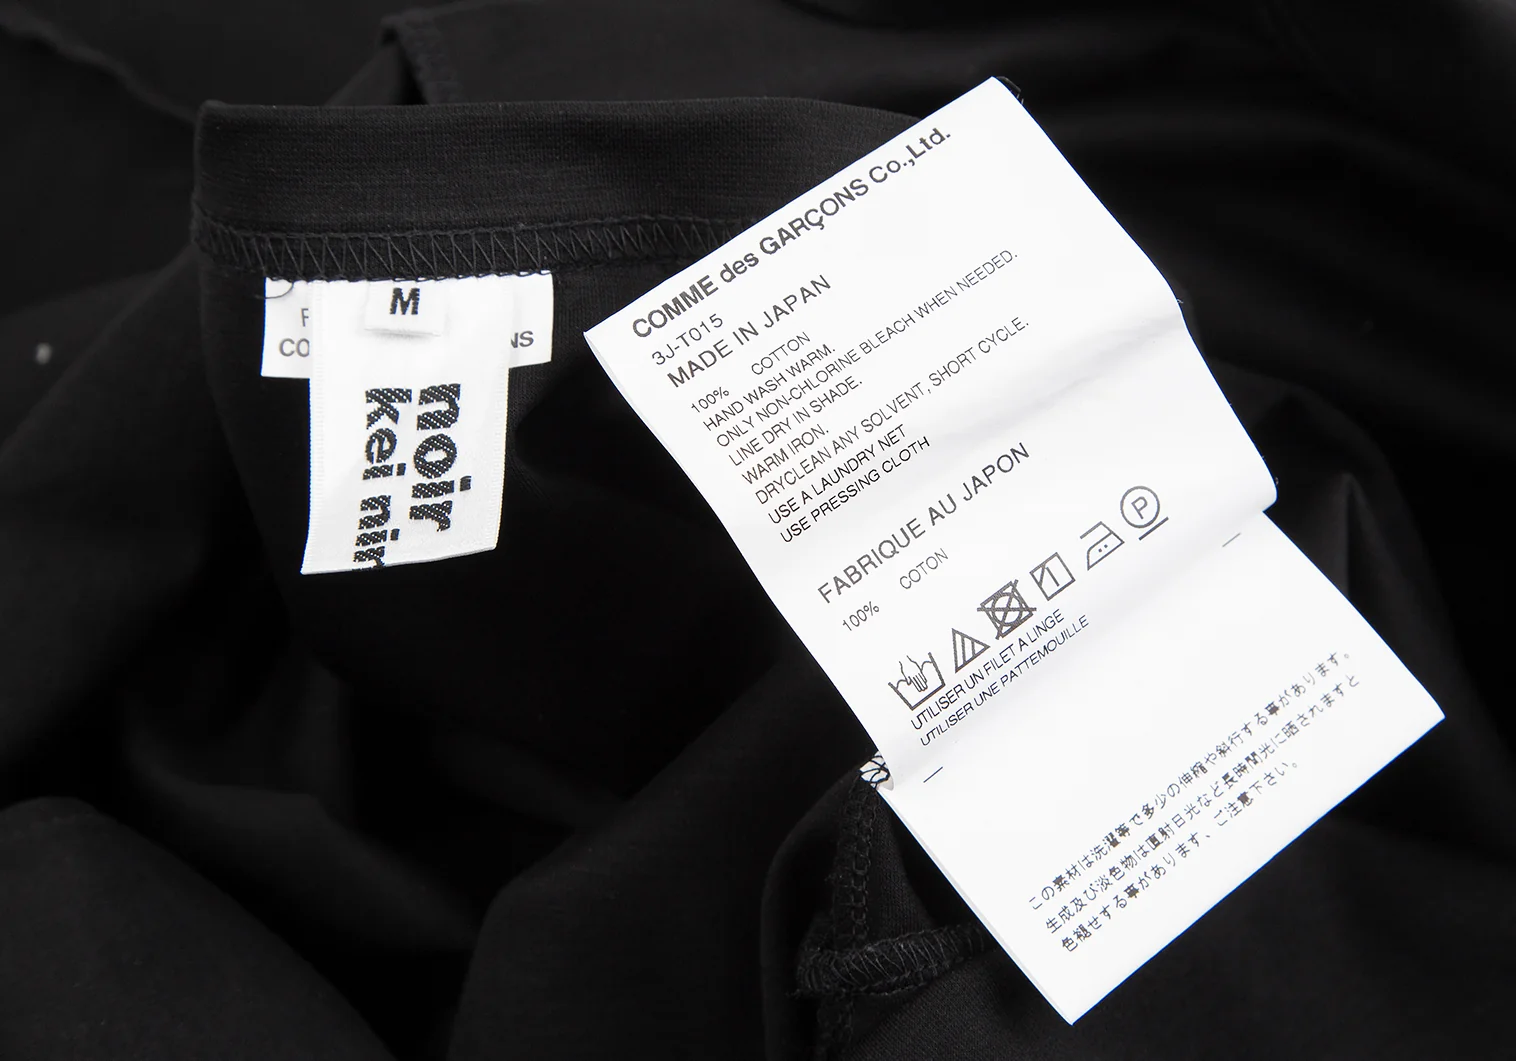 M
noir
kei nin
COMME des GARÇONS Co.,Ltd.
3J-T015
MADE IN JAPAN
100% COTTON
HAND WASH WARM.
ONLY NON-CHLORINE BLEACH WHEN NEEDED.
LINE DRY IN SHADE.
WARM IRON.
DRYCLEAN ANY SOLVENT, SHORT CYCLE.
USE A LAUNDRY NET
USE PRESSING CLOTH
FABRIQUE AU JAPON
100% COTON
P
UTILISER UN FILET A LINGE
UTILISER UNE PATTEMOUILLE
この素材は洗濯等で多少の伸縮や斜行する事があります。
生成及び淡色物は直射日光など長時間光に晒されますと
色褪せする事があります、ご注意下さい。